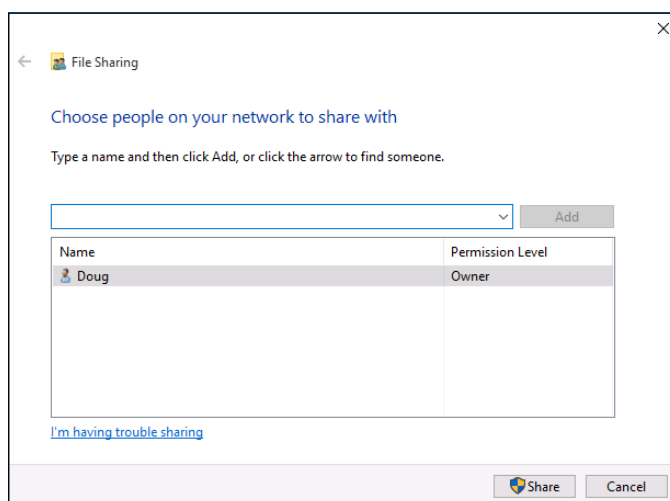 File Sharing
Choose people on your network to share with
Type a name and then click Add, or click the arrow to find someone.
Add
Name Permission Level
Doug Owner
I'm having trouble sharing
Share Cancel